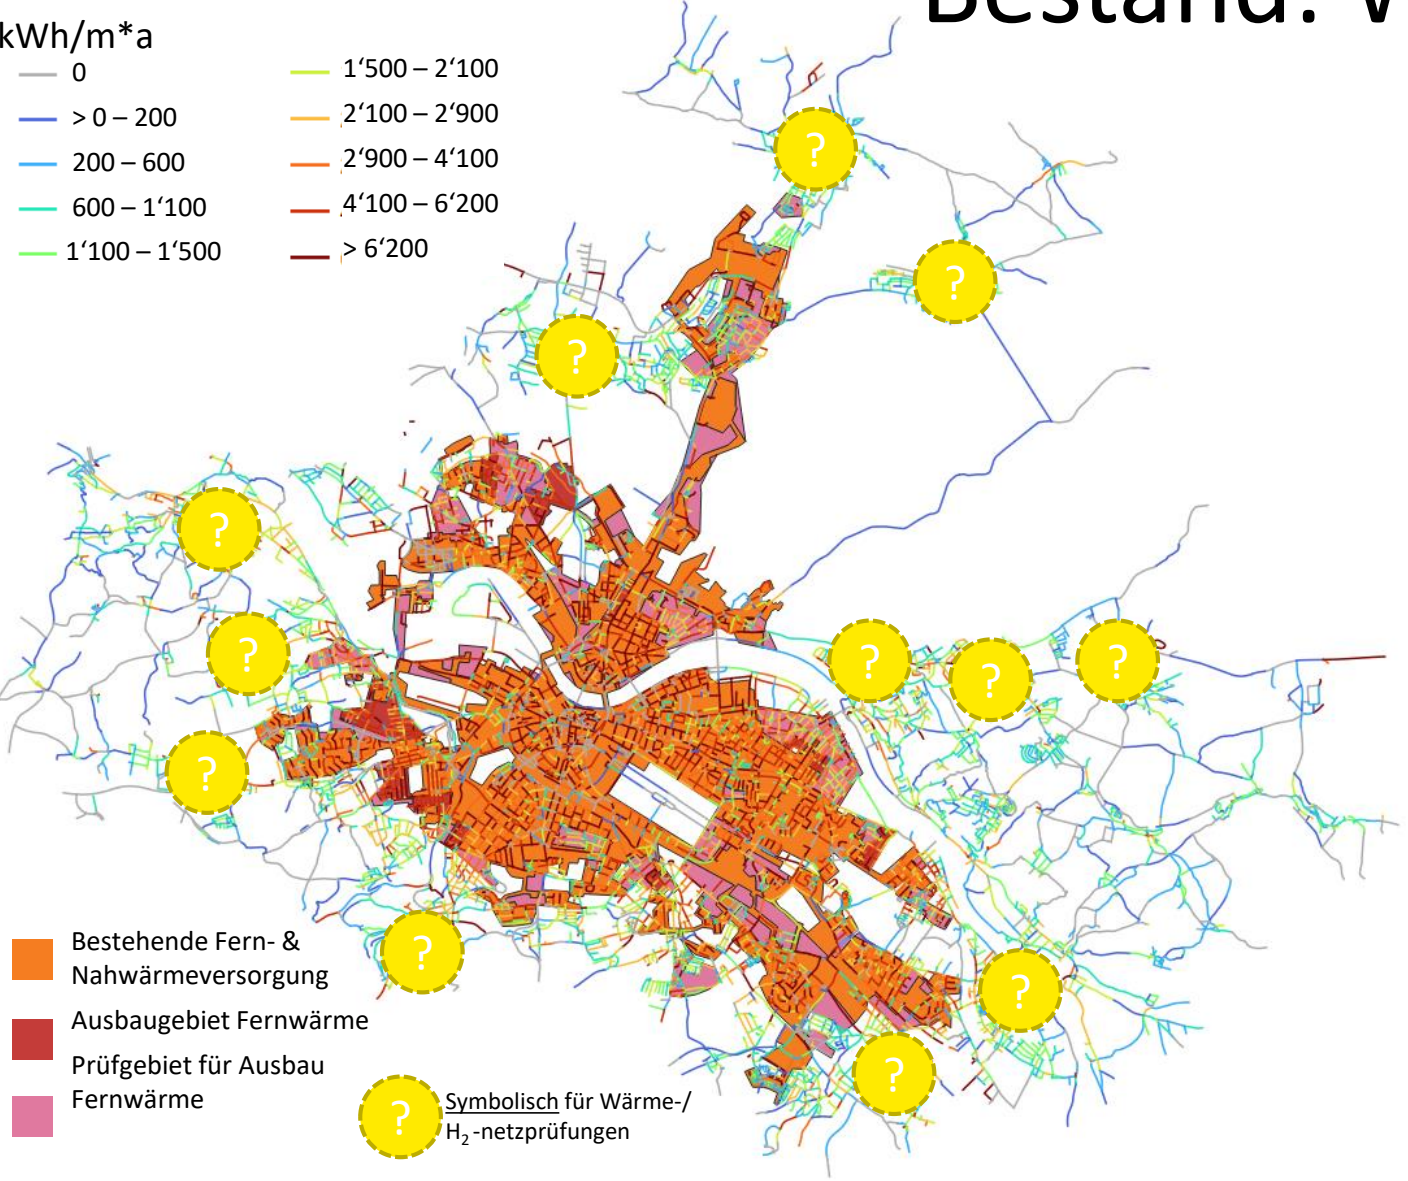 Bestand: V
kWh/m*a
0
> 0 – 200
200 – 600
600 – 1‘100
1‘100 – 1‘500
1‘500 – 2‘100
2‘100 – 2‘900
2‘900 – 4‘100
4‘100 – 6‘200
> 6‘200
?
?
?
?
?
?
?
?
?
?
?
?
Bestehende Fern- &
Nahwärmeversorgung
Ausbaugebiet Fernwärme
Prüfgebiet für Ausbau
Fernwärme
?
Symbolisch für Wärme-/
H₂-netzprüfungen